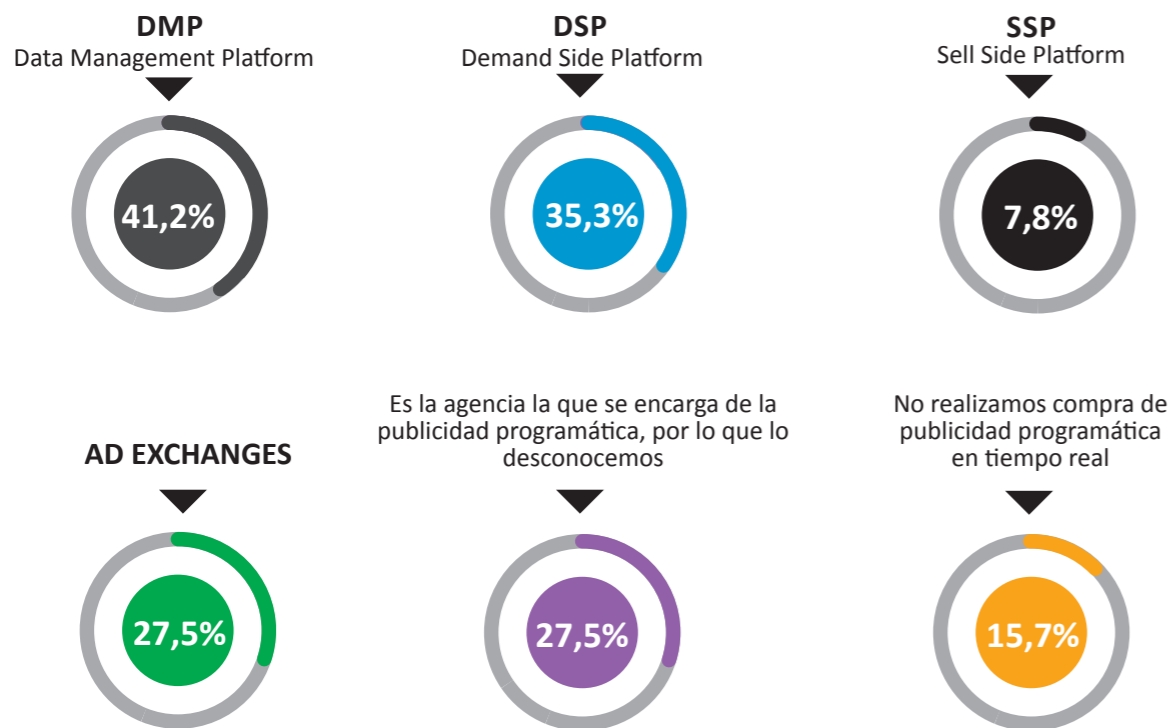 DMP
Data Management Platform
41,2%
DSP
Demand Side Platform
35,3%
SSP
Sell Side Platform
7,8%
AD EXCHANGES
27,5%
Es la agencia la que se encarga de la
publicidad programática, por lo que lo
desconocemos
27,5%
No realizamos compra de
publicidad programática
en tiempo real
15,7%